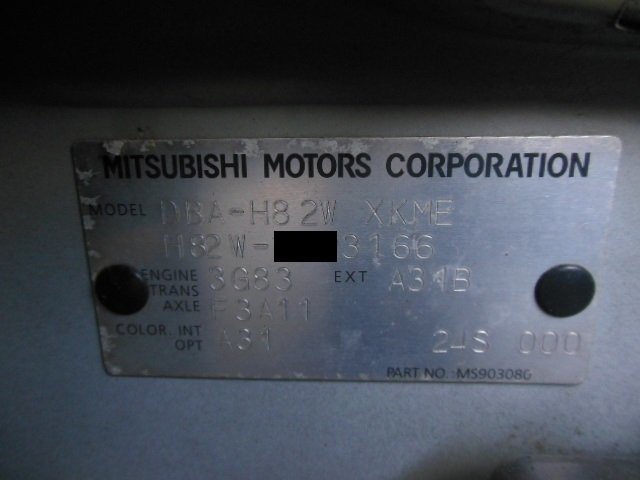 MITSUBISHI MOTORS CORPORATION
MODEL DBA-H82W XKME
H82W- 3166
ENGINE 3G83 EXT A31B
TRANS
AXLE F3A11
COLOR. INT A31
OPT 24S 000
PART NO. MS903086